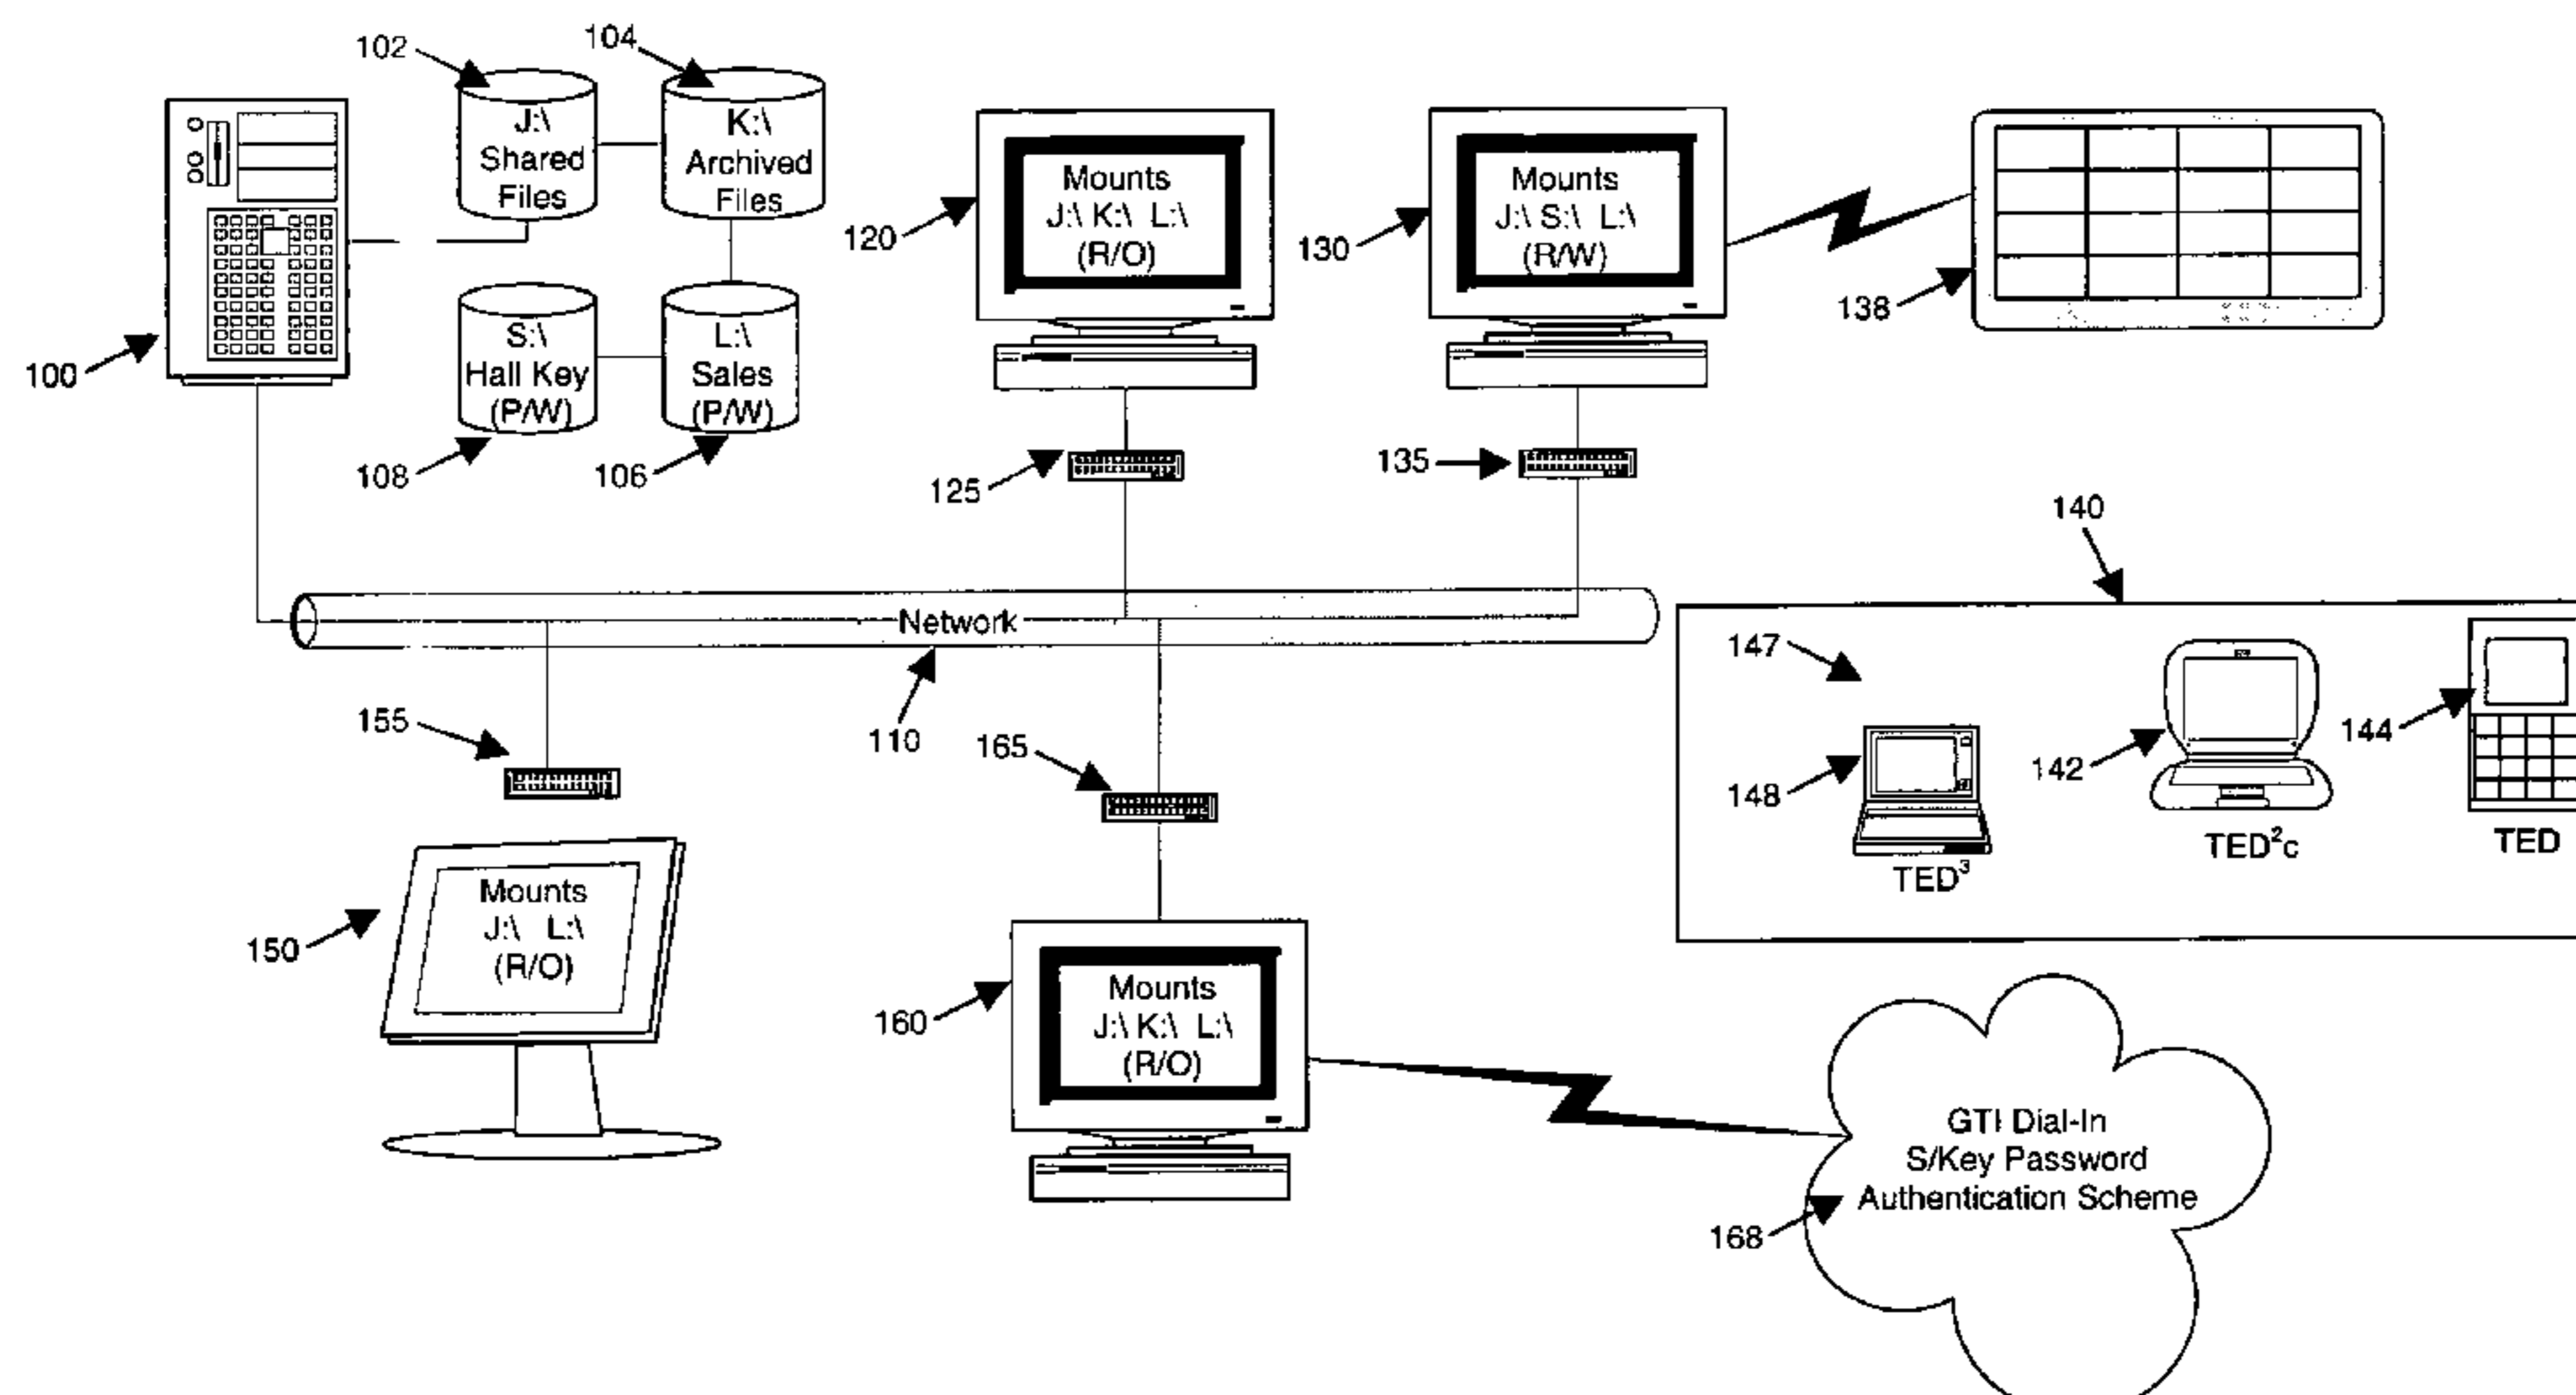 102
104
J:\
Shared
Files
K:\
Archived
Files
100
S:\
Hall Key
(P/W)
L:\
Sales
(P/W)
108
106
Mounts
J:\ K:\ L:\
(R/O)
120
125
Mounts
J:\ S:\ L:\
(R/W)
130
135
138
Network
110
140
147
148
TED³
142
TED²c
144
TED
155
Mounts
J:\ L:\
(R/O)
150
165
Mounts
J:\ K:\ L:\
(R/O)
160
GTI Dial-In
S/Key Password
Authentication Scheme
168